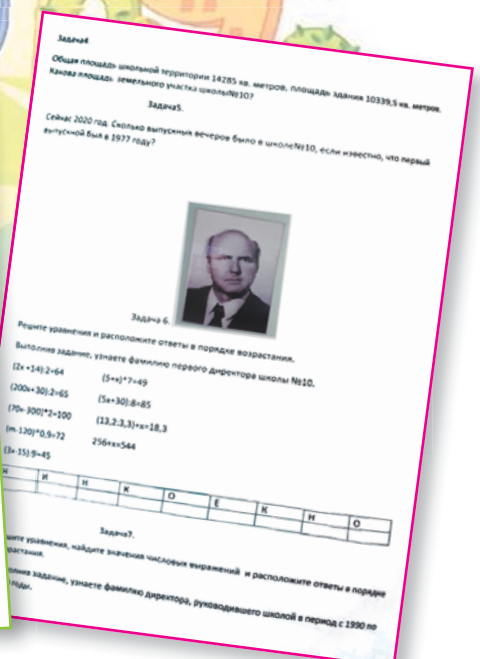 Задача4
Общая площадь школьной территории 14285 кв. метров, площадь здания 10339,5 кв. метров.
Какова площадь земельного участка школы№10?
Задача5.
Сейчас 2020 год. Сколько выпускных вечеров было в школе№10, если известно, что первый
выпускной был в 1977 году?
Задача 6.
Решите уравнения и расположите ответы в порядке возрастания.
Выполнив задание, узнаете фамилию первого директора школы №10.
(2х +14):2=64 (5+х)*7=49
(200х+30):2=65 (5х+30):8=85
(70х-300)*2=100 (13,2:3,3)+х=18,3
(m-120)*0,9=72 256+х=544
(3х-15):9=45
Н И Н К О Е К Н О
Задача7.
уравнения, найдите значения числовых выражений и расположите ответы в порядке
задание, узнаете фамилию директора, руководившего школой в период с 1990 по
годы.